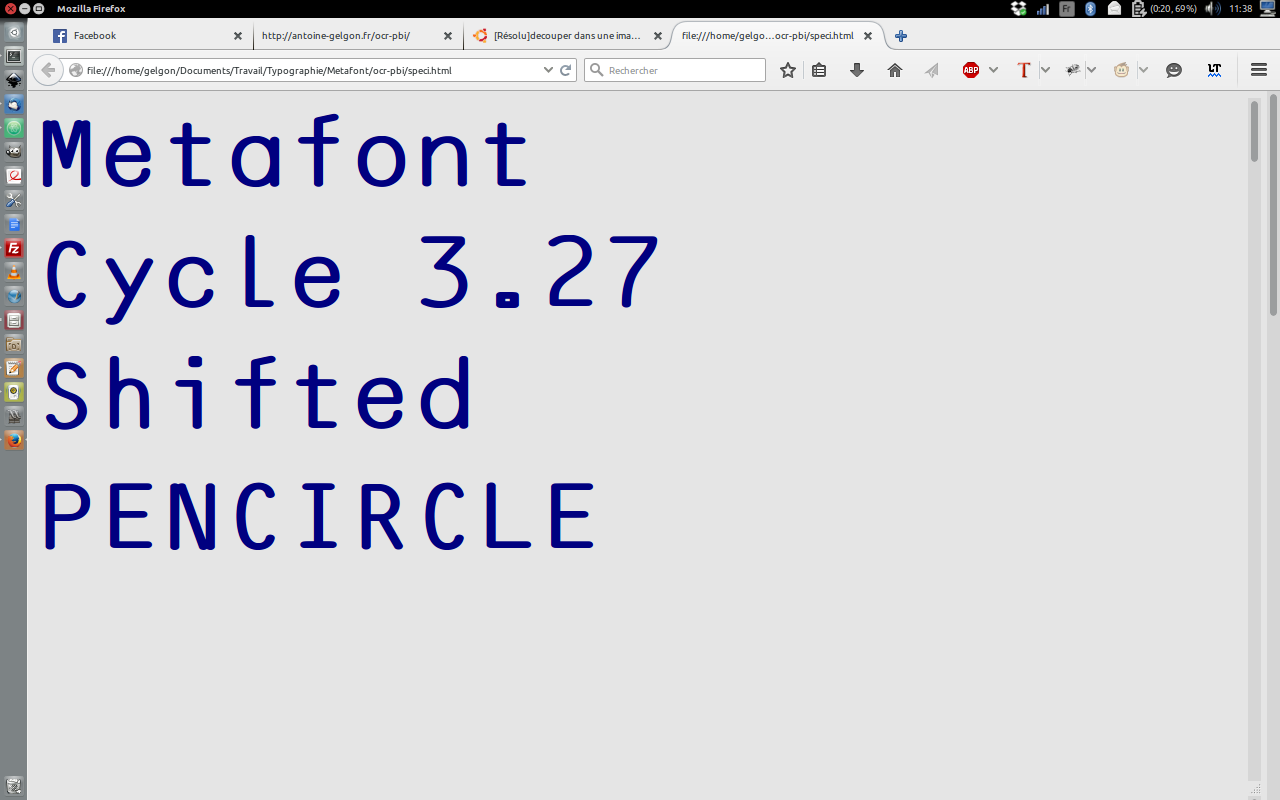 Mozilla Firefox
Fr
(0:20, 69%)
11:38
Facebook
http://antoine-gelgon.fr/ocr-pbi/
[Résolu]decouper dans une ima...
file:///home/gelgo...ocr-pbi/speci.html
file:///home/gelgon/Documents/Travail/Typographie/Metafont/ocr-pbi/speci.html
Rechercher
ABP
T
LT
Metafont
Cycle 3.27
Shifted
PENCIRCLE
Fz